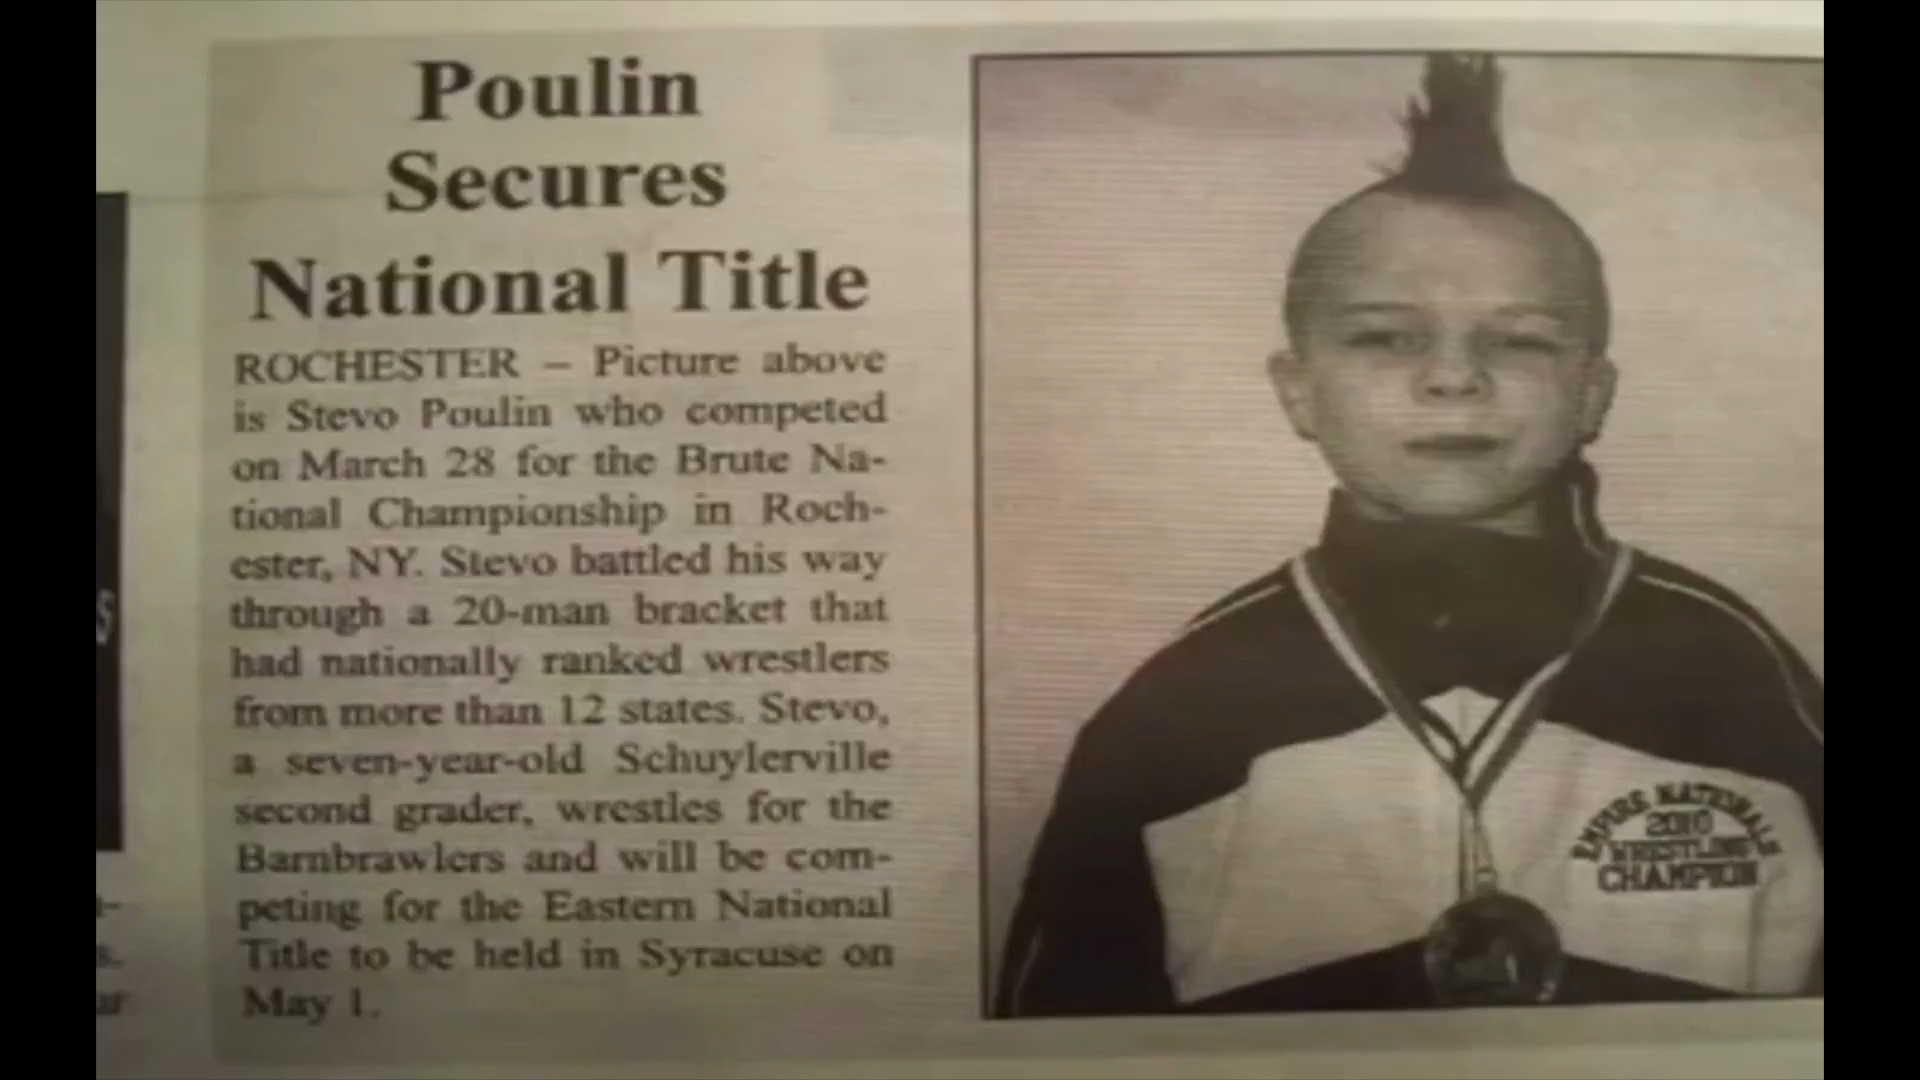 Poulin
Secures
National Title
ROCHESTER – Picture above
is Stevo Poulin who competed
on March 28 for the Brute Na-
tional Championship in Roch-
ester, NY. Stevo battled his way
through a 20-man bracket that
had nationally ranked wrestlers
from more than 12 states. Stevo,
a seven-year-old Schuylerville
second grader, wrestles for the
Barnbrawlers and will be com-
peting for the Eastern National
Title to be held in Syracuse on
May 1.
EMPIRE NATIONALS
2010
WRESTLING
CHAMPION